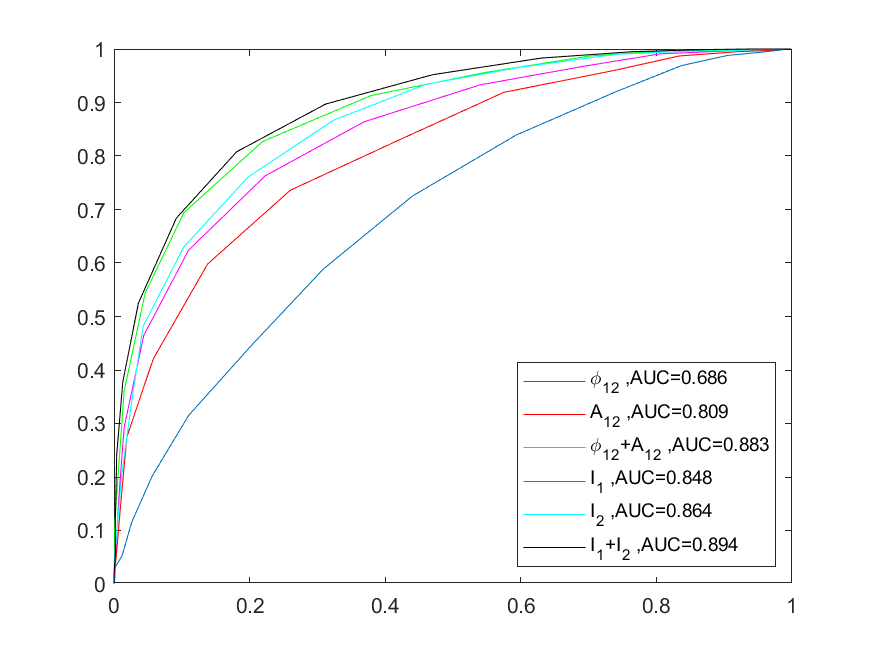 1
0.9
0.8
0.7
0.6
0.5
0.4
0.3
0.2
0.1
0
0 0.2 0.4 0.6 0.8 1
ϕ12 ,AUC=0.686
A12 ,AUC=0.809
ϕ12+A12 ,AUC=0.883
I1 ,AUC=0.848
I2 ,AUC=0.864
I1+I2 ,AUC=0.894